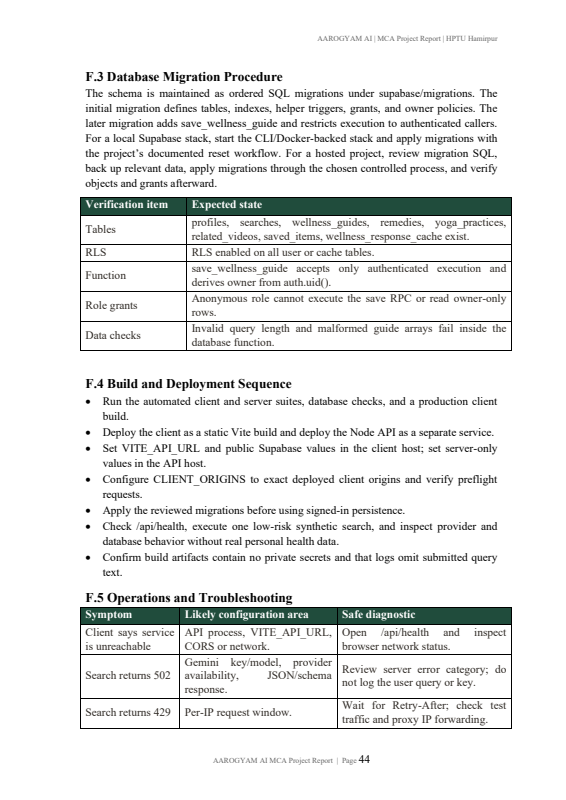 AAROGYAM AI | MCA Project Report | HPTU Hamirpur
F.3 Database Migration Procedure
The schema is maintained as ordered SQL migrations under supabase/migrations. The
initial migration defines tables, indexes, helper triggers, grants, and owner policies. The
later migration adds save_wellness_guide and restricts execution to authenticated callers.
For a local Supabase stack, start the CLI/Docker-backed stack and apply migrations with
the project's documented reset workflow. For a hosted project, review migration SQL,
back up relevant data, apply migrations through the chosen controlled process, and verify
objects and grants afterward.
Verification item Expected state
Tables profiles, searches, wellness_guides, remedies, yoga_practices,
related_videos, saved_items, wellness_response_cache exist.
RLS RLS enabled on all user or cache tables.
Function save_wellness_guide accepts only authenticated execution and
derives owner from auth.uid().
Role grants Anonymous role cannot execute the save RPC or read owner-only
rows.
Data checks Invalid query length and malformed guide arrays fail inside the
database function.
F.4 Build and Deployment Sequence
• Run the automated client and server suites, database checks, and a production client
build.
• Deploy the client as a static Vite build and deploy the Node API as a separate service.
• Set VITE_API_URL and public Supabase values in the client host; set server-only
values in the API host.
• Configure CLIENT_ORIGINS to exact deployed client origins and verify preflight
requests.
• Apply the reviewed migrations before using signed-in persistence.
• Check /api/health, execute one low-risk synthetic search, and inspect provider and
database behavior without real personal health data.
• Confirm build artifacts contain no private secrets and that logs omit submitted query
text.
F.5 Operations and Troubleshooting
Symptom Likely configuration area Safe diagnostic
Client says service API process, VITE_API_URL, Open /api/health and inspect
is unreachable CORS or network. browser network status.
Search returns 502 Gemini key/model, provider
availability, JSON/schema
response. Review server error category; do
not log the user query or key.
Search returns 429 Per-IP request window. Wait for Retry-After; check test
traffic and proxy IP forwarding.
AAROGYAM AI MCA Project Report | Page 44